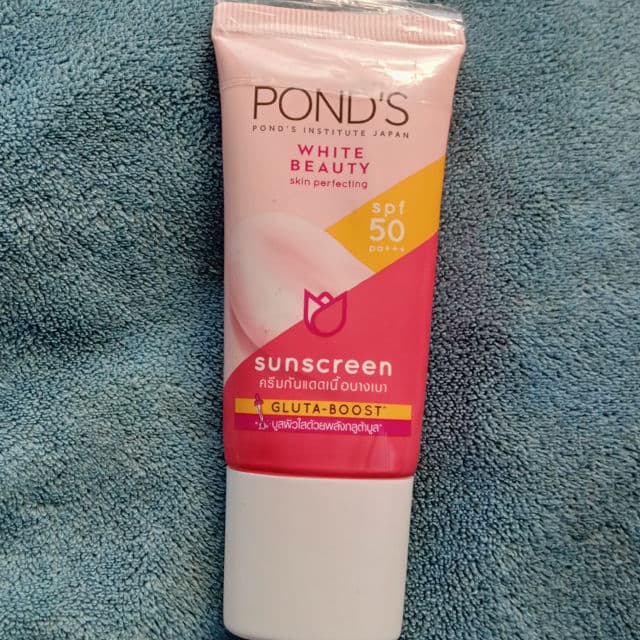 POND'S
POND'S INSTITUTE JAPAN
WHITE
BEAUTY
skin perfecting
spf
50
pa+++
sunscreen
ครีมกันแดดเนื้อบางเบา
GLUTA-BOOST
บูสผิวใสด้วยพลังกลูต้าบูส*